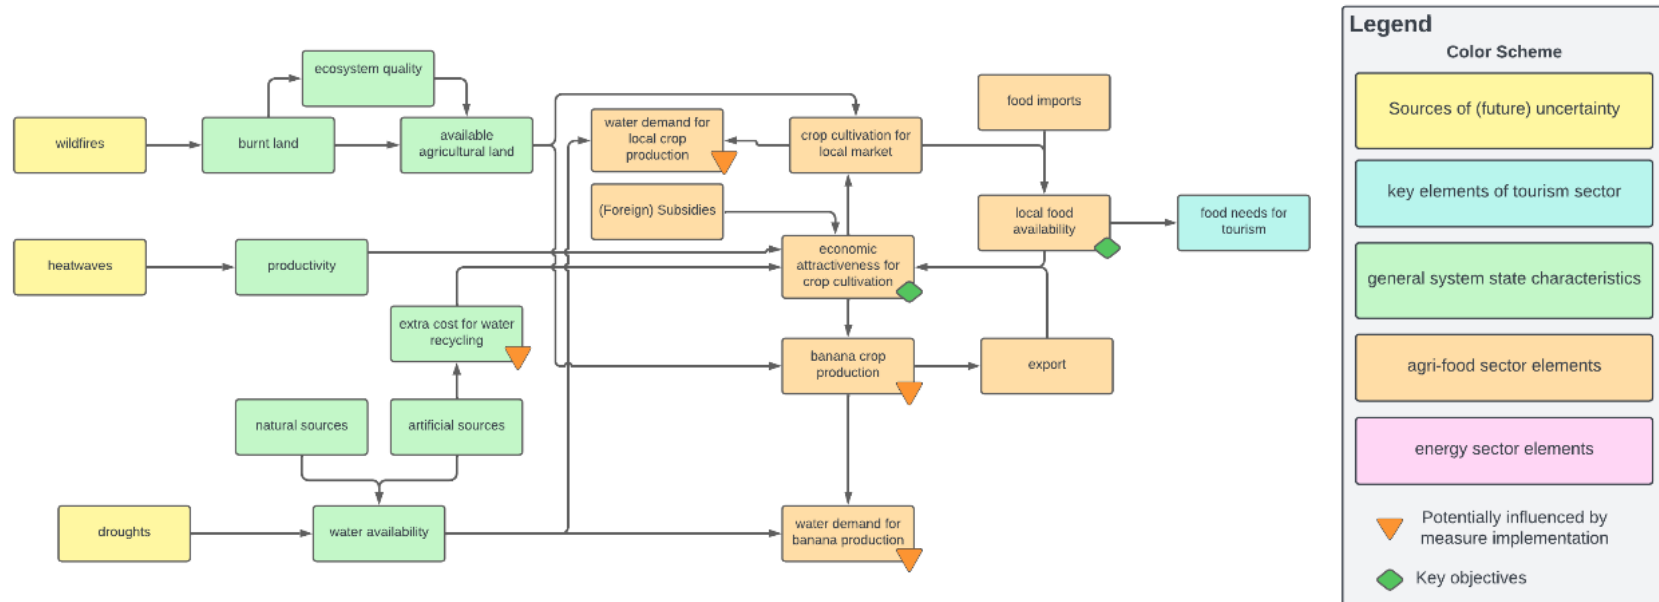 ecosystem quality
wildfires
burnt land
available
agricultural land
water demand for
local crop
production
crop cultivation for
local market
food imports
(Foreign) Subsidies
local food
availability
food needs for
tourism
heatwaves
productivity
economic
attractiveness for
crop cultivation
extra cost for water
recycling
banana crop
production
export
natural sources
artificial sources
droughts
water availability
water demand for
banana production
Legend
Color Scheme
Sources of (future) uncertainty
key elements of tourism sector
general system state characteristics
agri-food sector elements
energy sector elements
Potentially influenced by
measure implementation
Key objectives